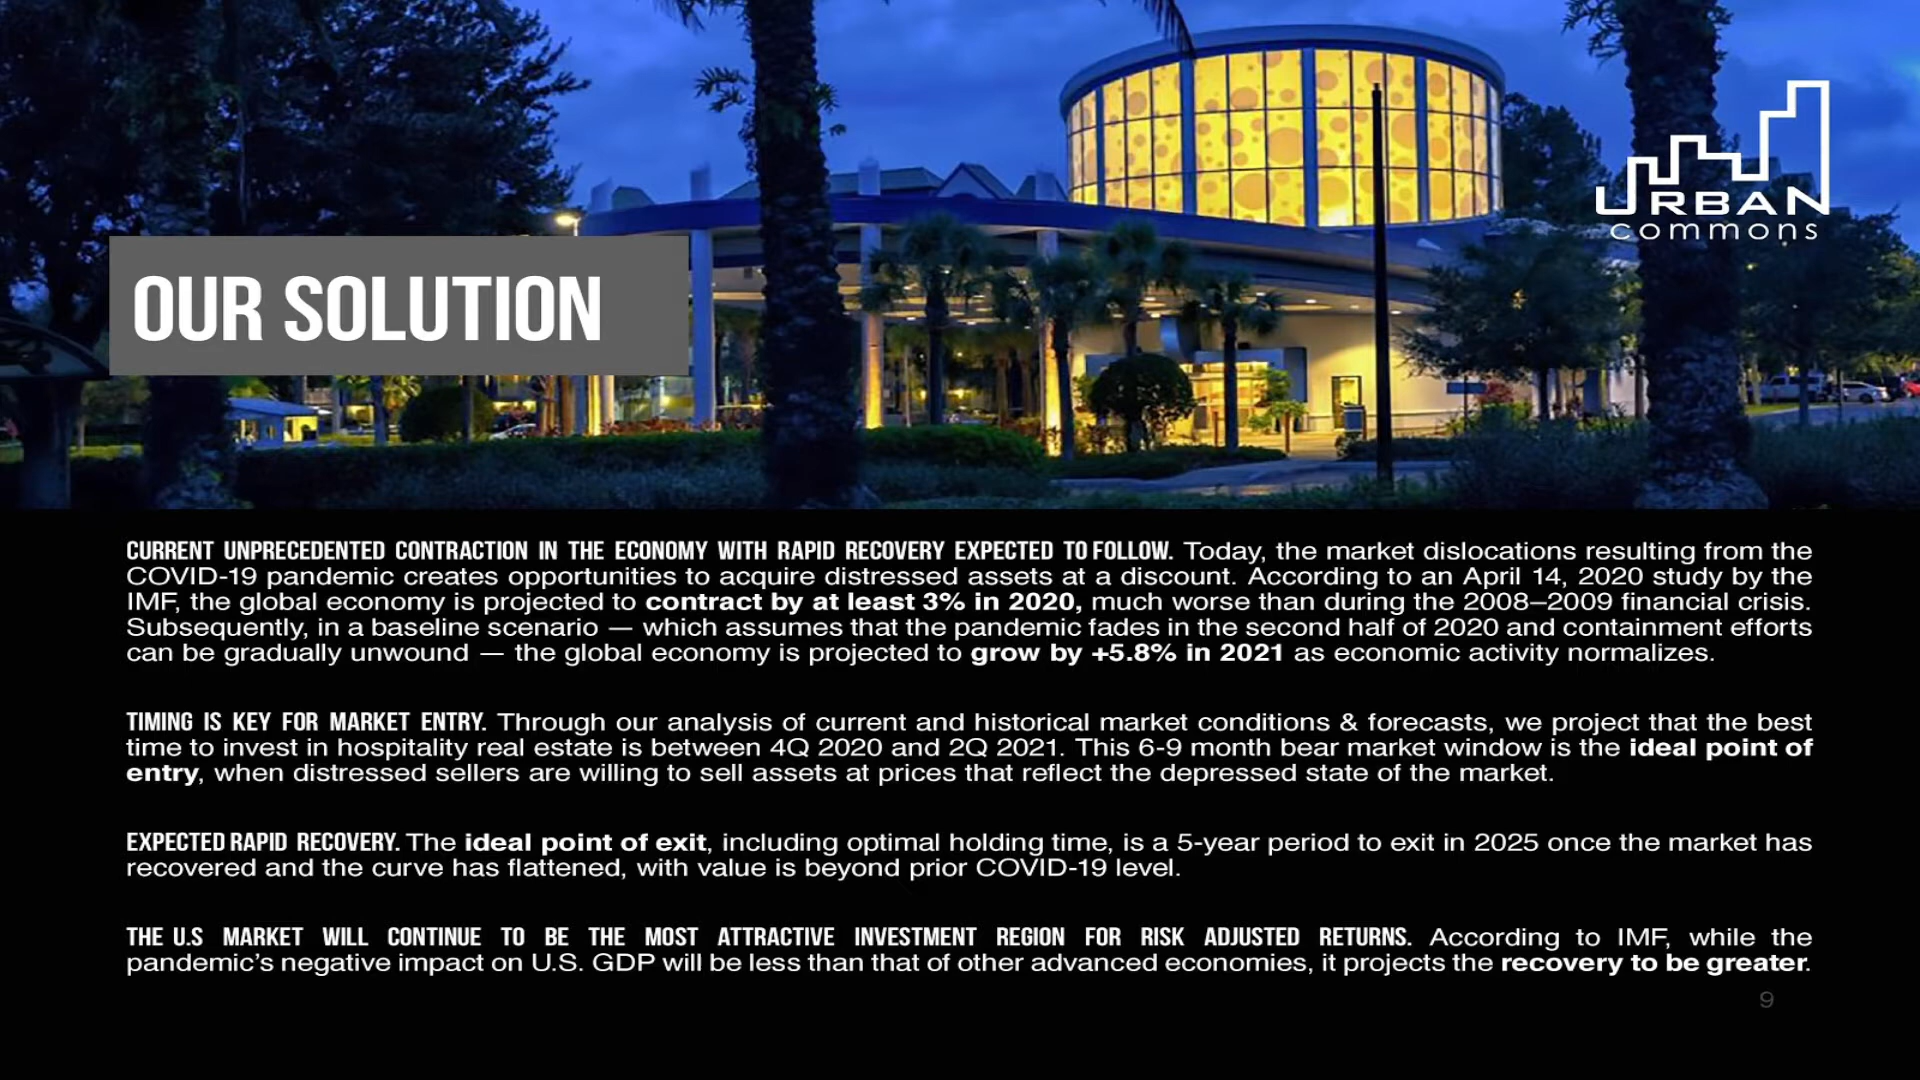 URBAN
commons
OUR SOLUTION
CURRENT UNPRECEDENTED CONTRACTION IN THE ECONOMY WITH RAPID RECOVERY EXPECTED TO FOLLOW. Today, the market dislocations resulting from the
COVID-19 pandemic creates opportunities to acquire distressed assets at a discount. According to an April 14, 2020 study by the
IMF, the global economy is projected to contract by at least 3% in 2020, much worse than during the 2008–2009 financial crisis.
Subsequently, in a baseline scenario — which assumes that the pandemic fades in the second half of 2020 and containment efforts
can be gradually unwound — the global economy is projected to grow by +5.8% in 2021 as economic activity normalizes.
TIMING IS KEY FOR MARKET ENTRY. Through our analysis of current and historical market conditions & forecasts, we project that the best
time to invest in hospitality real estate is between 4Q 2020 and 2Q 2021. This 6-9 month bear market window is the ideal point of
entry, when distressed sellers are willing to sell assets at prices that reflect the depressed state of the market.
EXPECTED RAPID RECOVERY. The ideal point of exit, including optimal holding time, is a 5-year period to exit in 2025 once the market has
recovered and the curve has flattened, with value is beyond prior COVID-19 level.
THE U.S MARKET WILL CONTINUE TO BE THE MOST ATTRACTIVE INVESTMENT REGION FOR RISK ADJUSTED RETURNS. According to IMF, while the
pandemic's negative impact on U.S. GDP will be less than that of other advanced economies, it projects the recovery to be greater.
9